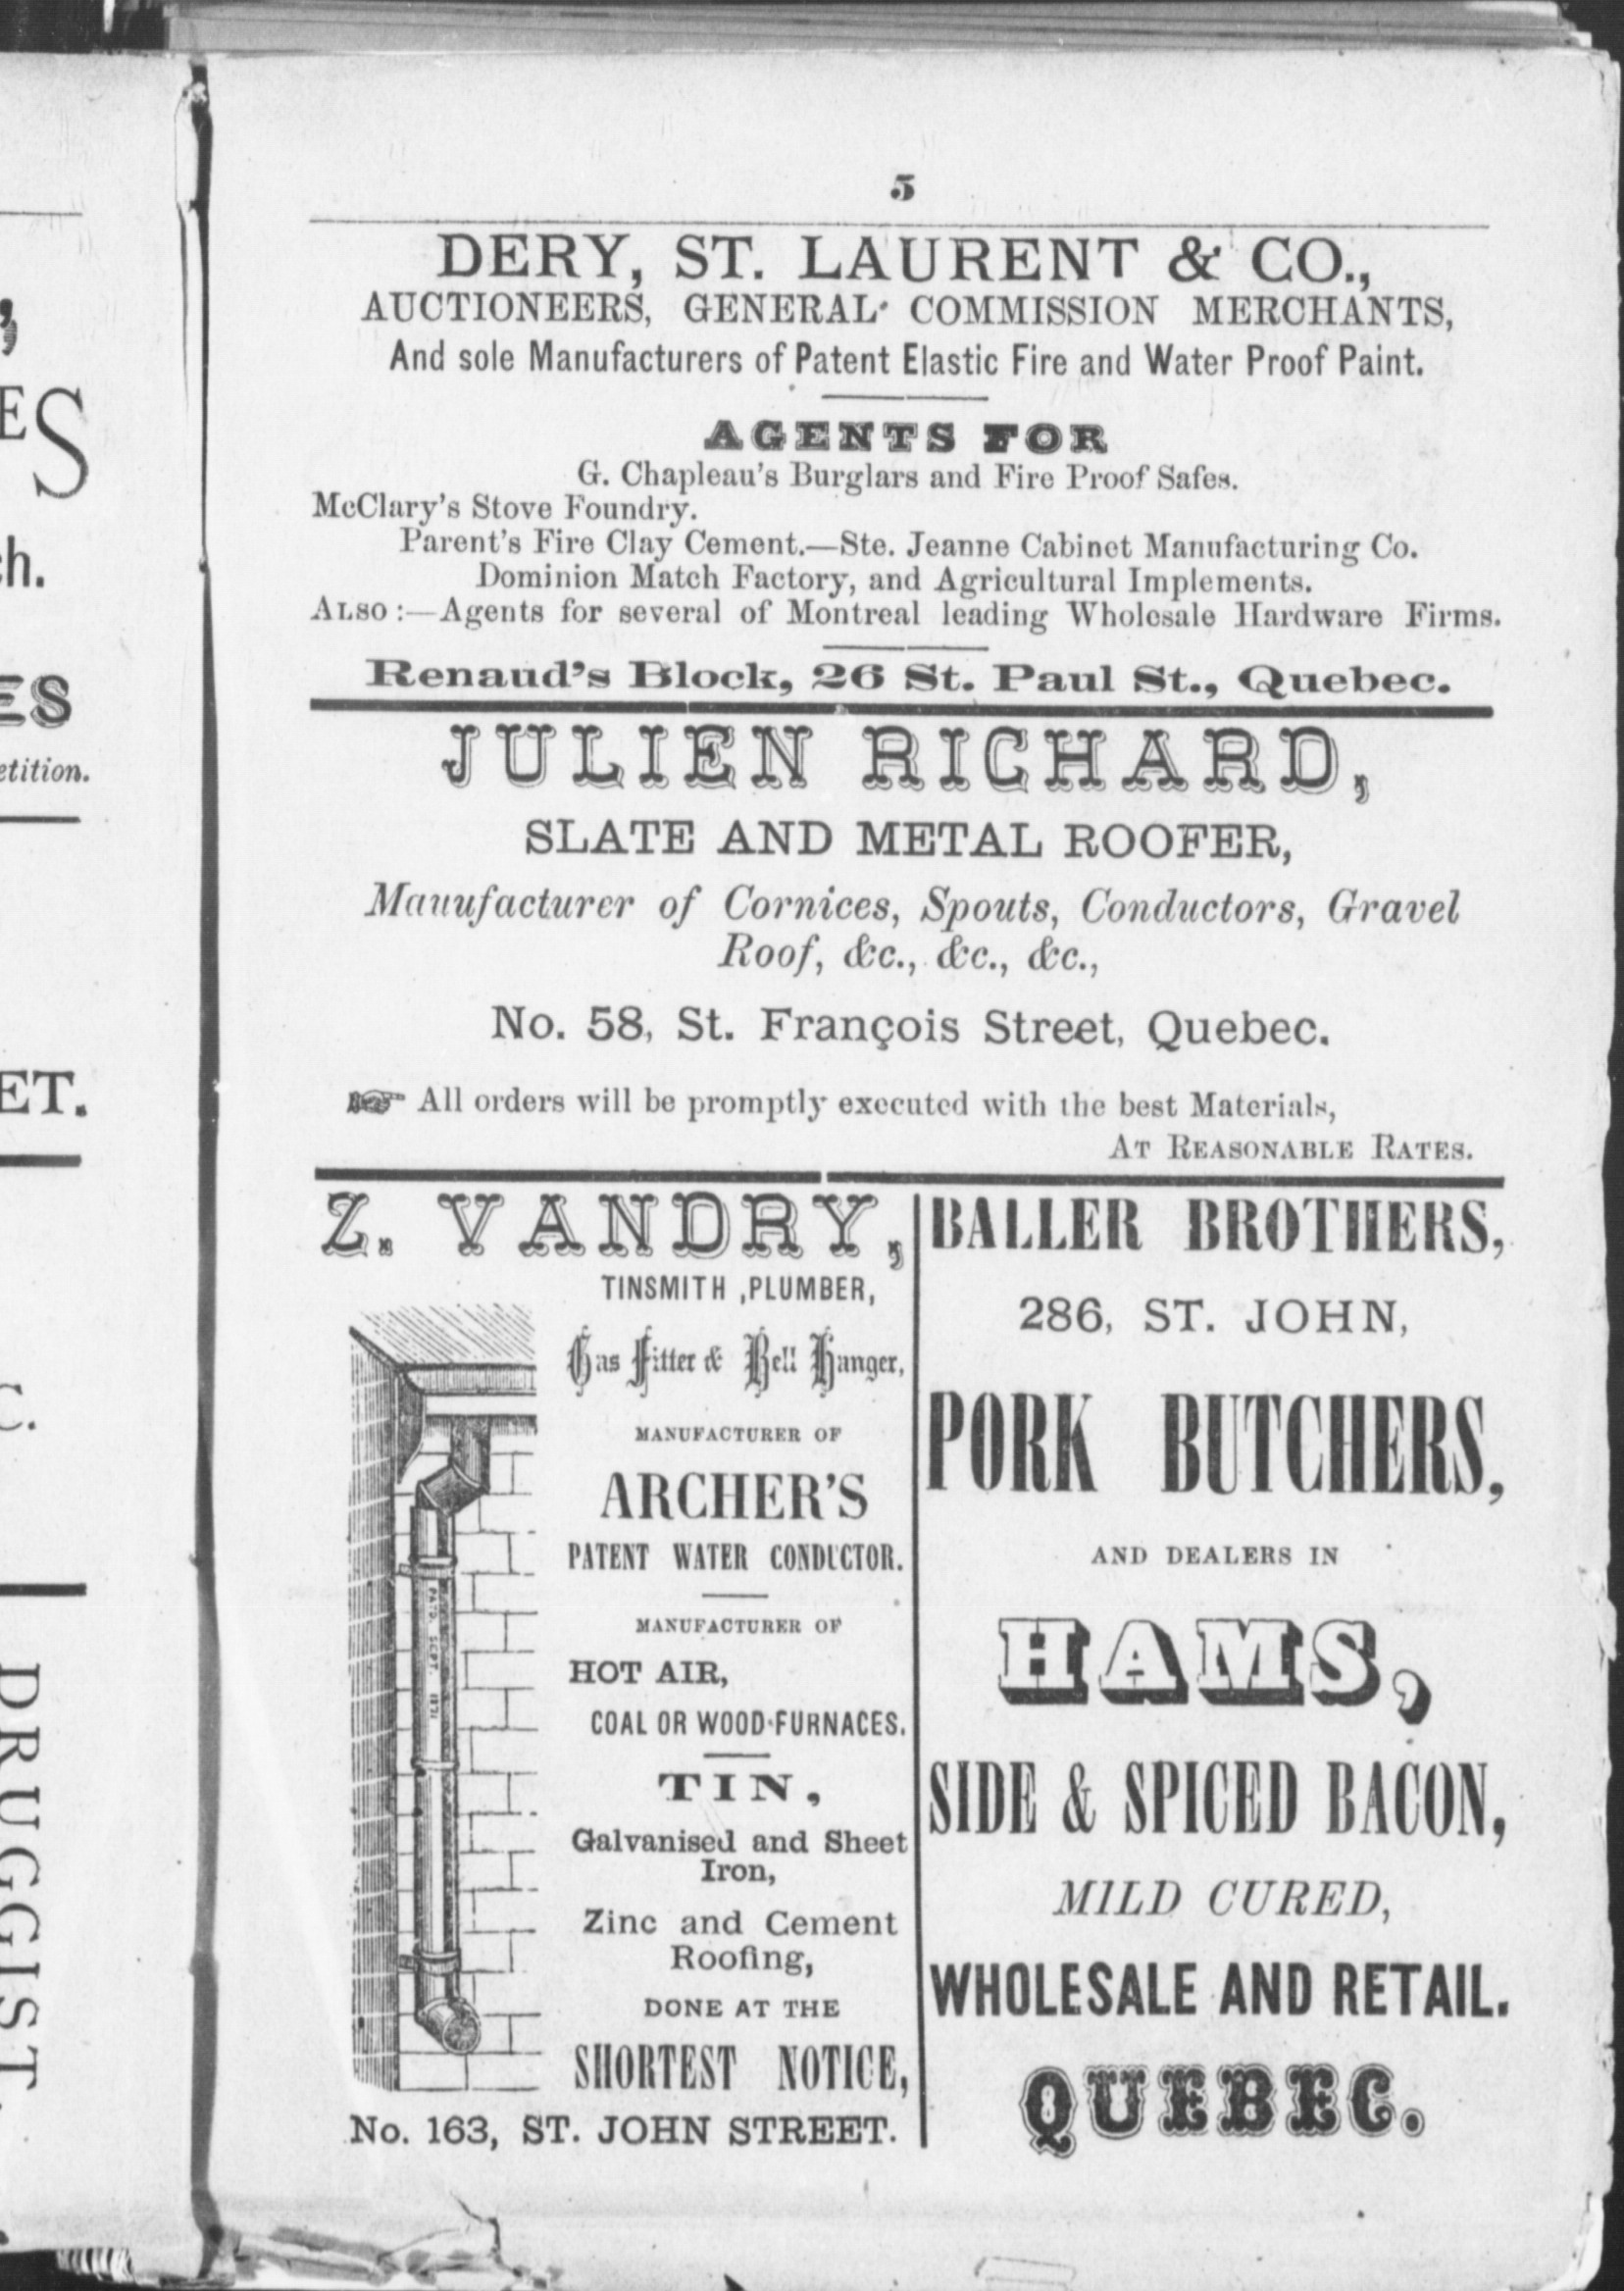 5
DERY, ST. LAURENT & CO.,
AUCTIONEERS, GENERAL COMMISSION MERCHANTS,
And sole Manufacturers of Patent Elastic Fire and Water Proof Paint.
AGENTS FOR
G. Chapleau's Burglars and Fire Proof Safes.
McClary's Stove Foundry.
Parent's Fire Clay Cement.—Ste. Jeanne Cabinet Manufacturing Co.
Dominion Match Factory, and Agricultural Implements.
ALSO :—Agents for several of Montreal leading Wholesale Hardware Firms.
Renaud's Block, 26 St. Paul St., Quebec.
JULIEN RICHARD,
SLATE AND METAL ROOFER,
Manufacturer of Cornices, Spouts, Conductors, Gravel
Roof, &c., &c., &c.,
No. 58, St. François Street, Quebec.
☞ All orders will be promptly executed with the best Materials,
AT REASONABLE RATES.
Z. VANDRY,
TINSMITH ,PLUMBER,
Gas Fitter & Bell Hanger,
MANUFACTURER OF
ARCHER'S
PATENT WATER CONDUCTOR.
MANUFACTURER OF
HOT AIR,
COAL OR WOOD FURNACES.
TIN,
Galvanised and Sheet
Iron,
Zinc and Cement
Roofing,
DONE AT THE
SHORTEST NOTICE,
No. 163, ST. JOHN STREET.
BALLER BROTHERS,
286, ST. JOHN,
PORK BUTCHERS,
AND DEALERS IN
HAMS,
SIDE & SPICED BACON,
MILD CURED,
WHOLESALE AND RETAIL.
QUEBEC.
ES
ch.
ES
etition.
ET.
DRUGGIST